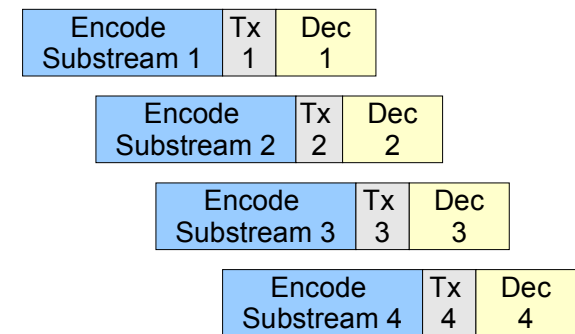 Encode Tx Dec
Substream 1 1 1
Encode Tx Dec
Substream 2 2 2
Encode Tx Dec
Substream 3 3 3
Encode Tx Dec
Substream 4 4 4